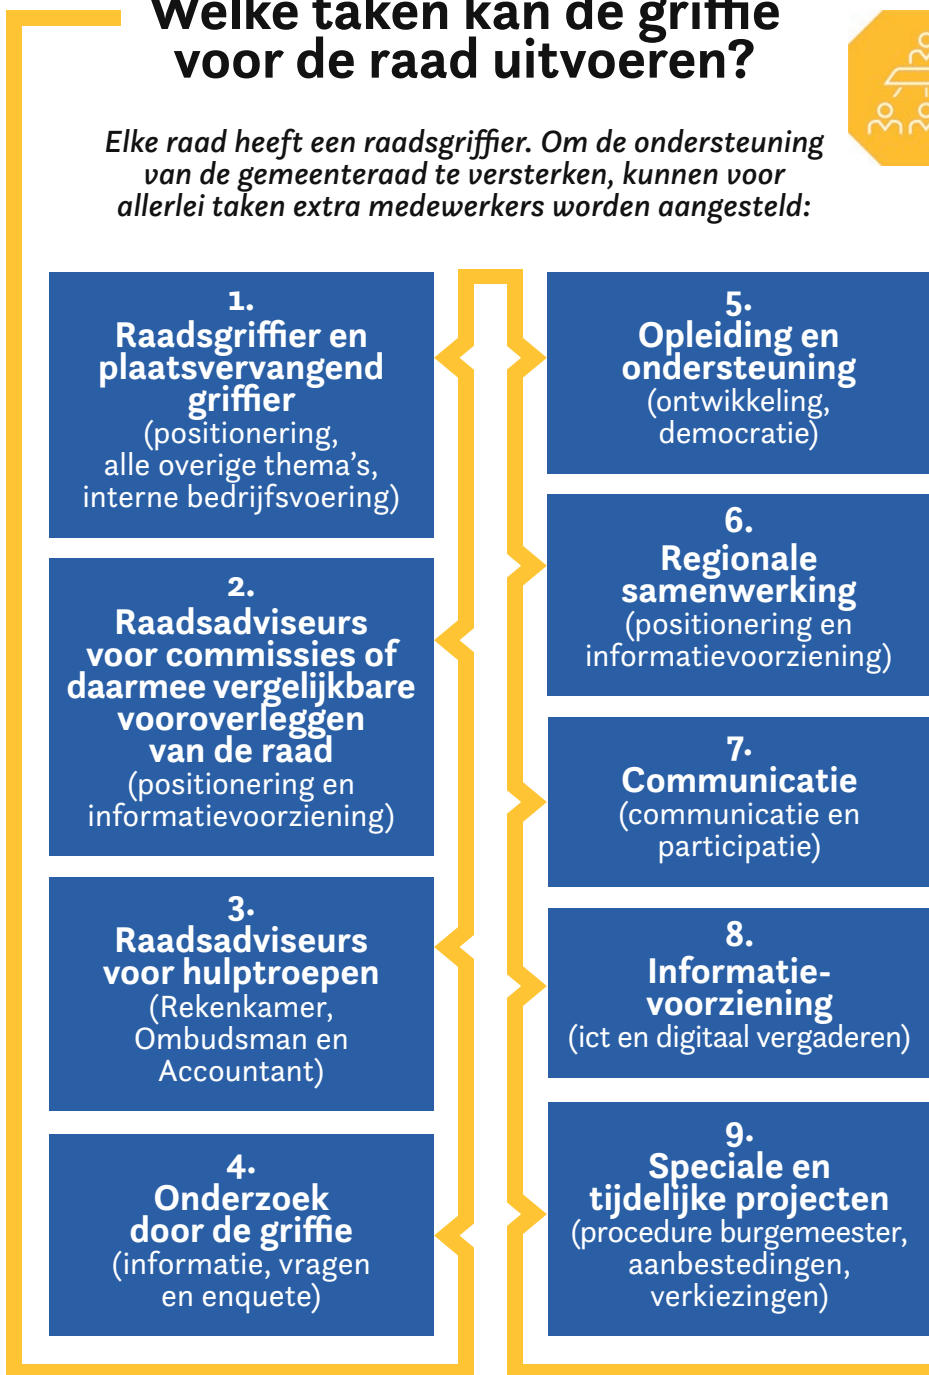 Welke taken kan de griffie
voor de raad uitvoeren?
Elke raad heeft een raadsgriffier. Om de ondersteuning
van de gemeenteraad te versterken, kunnen voor
allerlei taken extra medewerkers worden aangesteld:
1.
Raadsgriffier en
plaatsvervangend
griffier
(positionering,
alle overige thema’s,
interne bedrijfsvoering)
2.
Raadsadviseurs
voor commissies of
daarmee vergelijkbare
vooroverleggen
van de raad
(positionering en
informatievoorziening)
3.
Raadsadviseurs
voor hulptroepen
(Rekenkamer,
Ombudsman en
Accountant)
4.
Onderzoek
door de griffie
(informatie, vragen
en enquete)
5.
Opleiding en
ondersteuning
(ontwikkeling,
democratie)
6.
Regionale
samenwerking
(positionering en
informatievoorziening)
7.
Communicatie
(communicatie en
participatie)
8.
Informatie-
voorziening
(ict en digitaal vergaderen)
9.
Speciale en
tijdelijke projecten
(procedure burgemeester,
aanbestedingen,
verkiezingen)